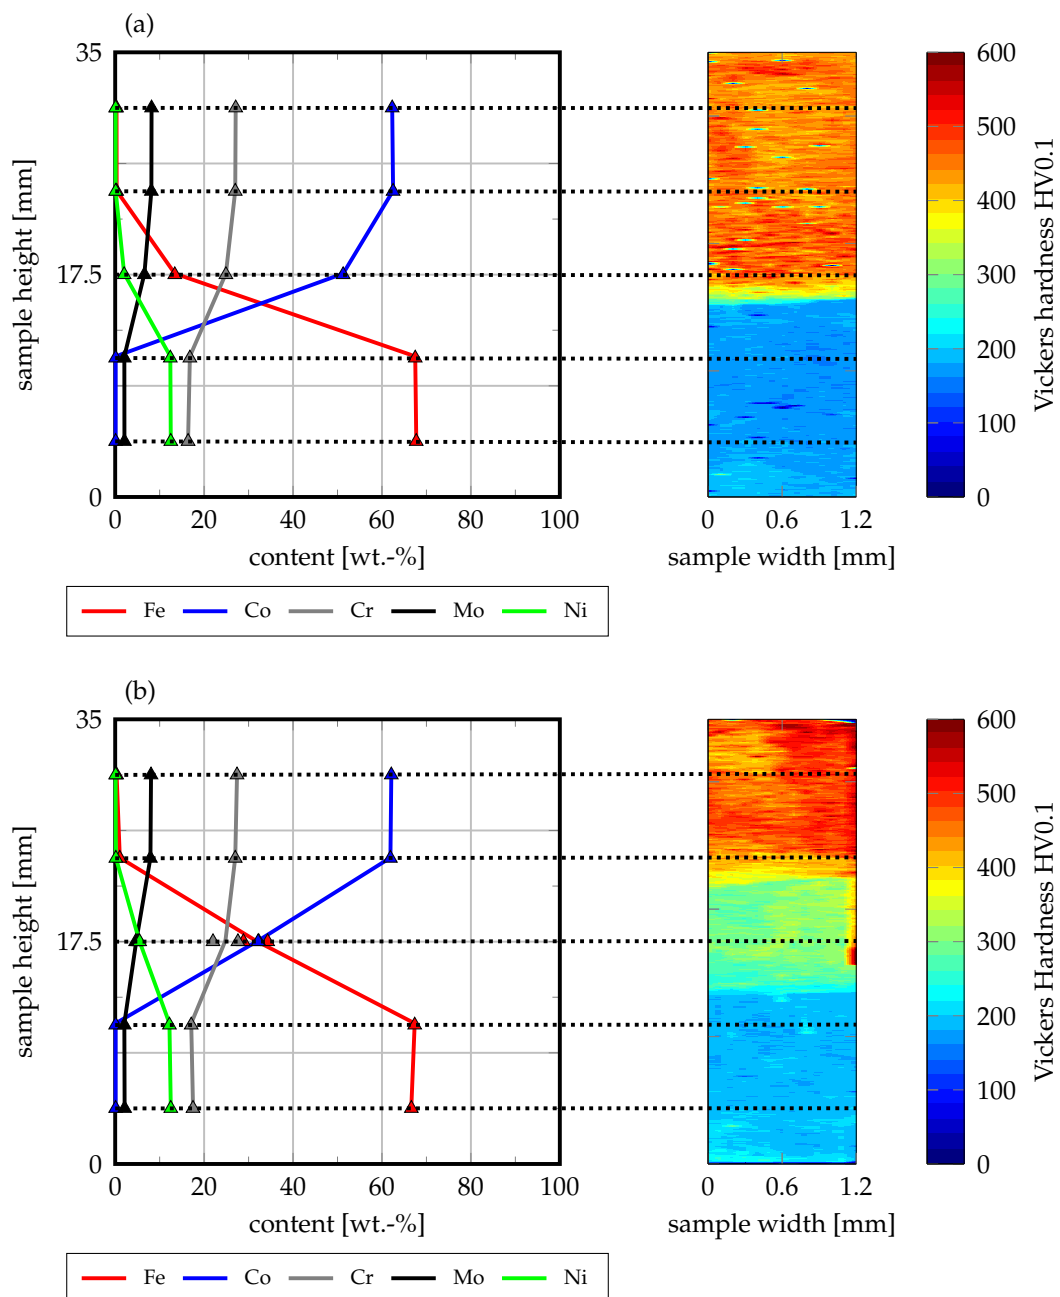 (a)
35
17.5
0
sample height [mm]
0 20 40 60 80 100
content [wt.-%]
0 0.6 1.2
sample width [mm]
600
500
400
300
200
100
0
Vickers hardness HV0.1
Fe Co Cr Mo Ni
(b)
35
17.5
0
sample height [mm]
0 20 40 60 80 100
content [wt.-%]
0 0.6 1.2
sample width [mm]
600
500
400
300
200
100
0
Vickers Hardness HV0.1
Fe Co Cr Mo Ni